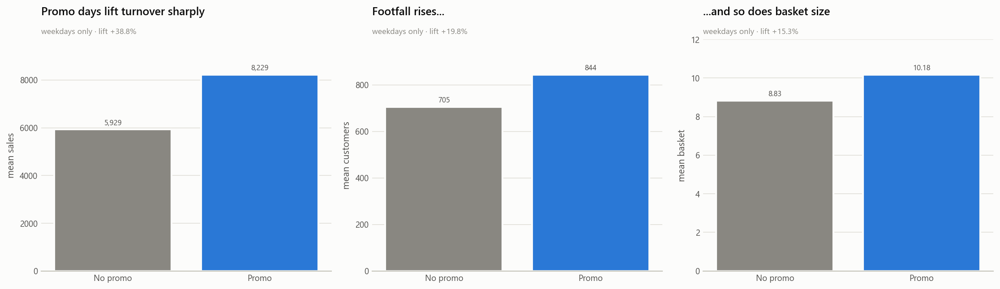 Promo days lift turnover sharply
weekdays only · lift +38.8%
mean sales
8000
6000
4000
2000
0
5,929
8,229
No promo
Promo
Footfall rises...
weekdays only · lift +19.8%
mean customers
800
600
400
200
0
705
844
No promo
Promo
...and so does basket size
weekdays only · lift +15.3%
mean basket
12
10
8
6
4
2
0
8.83
10.18
No promo
Promo